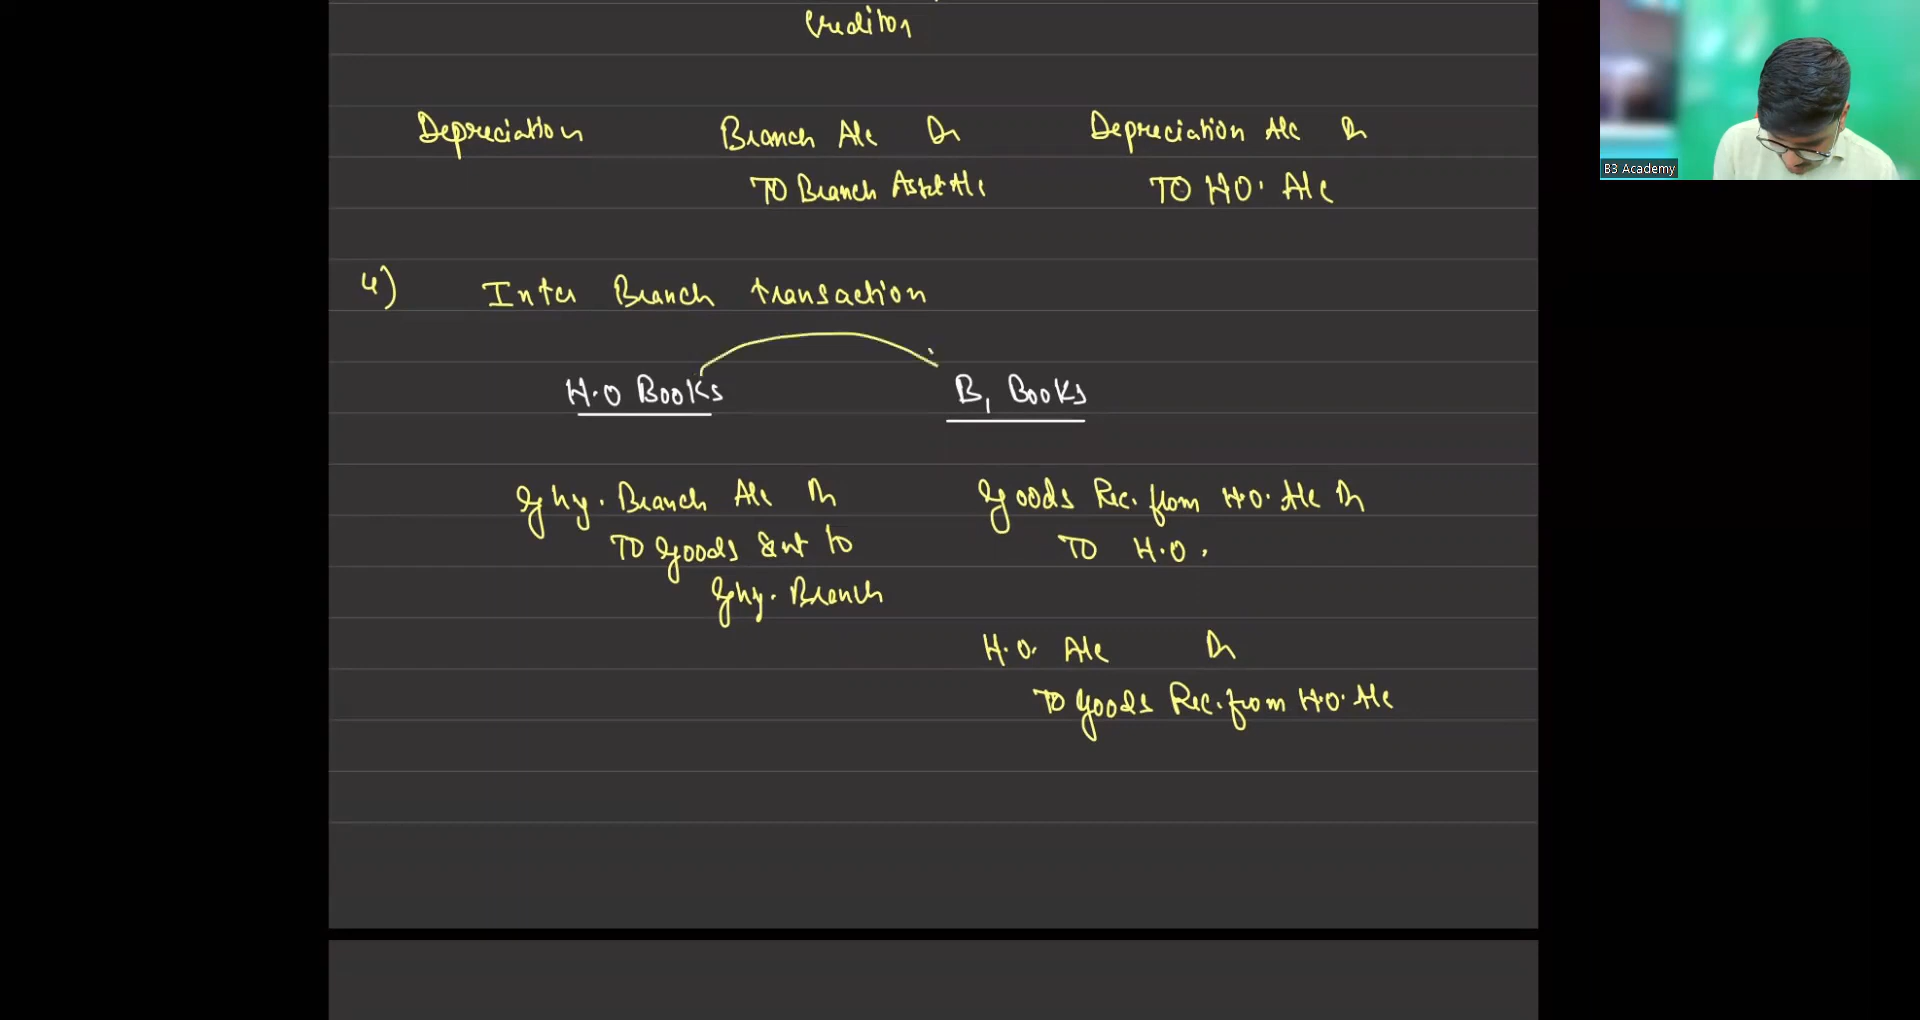 Creditor
Depreciation Branch A/c Dr Depreciation A/c Dr
To Branch Asset A/c To H.O. A/c
4) Inter Branch transaction
H.O Books B₁ Books
Ghy. Branch A/c Dr Goods Rec. from H.O. A/c Dr
To Goods sent to To H.O.
Ghy. Branch
H.O. A/c Dr
To Goods Rec. from H.O. A/c
B3 Academy